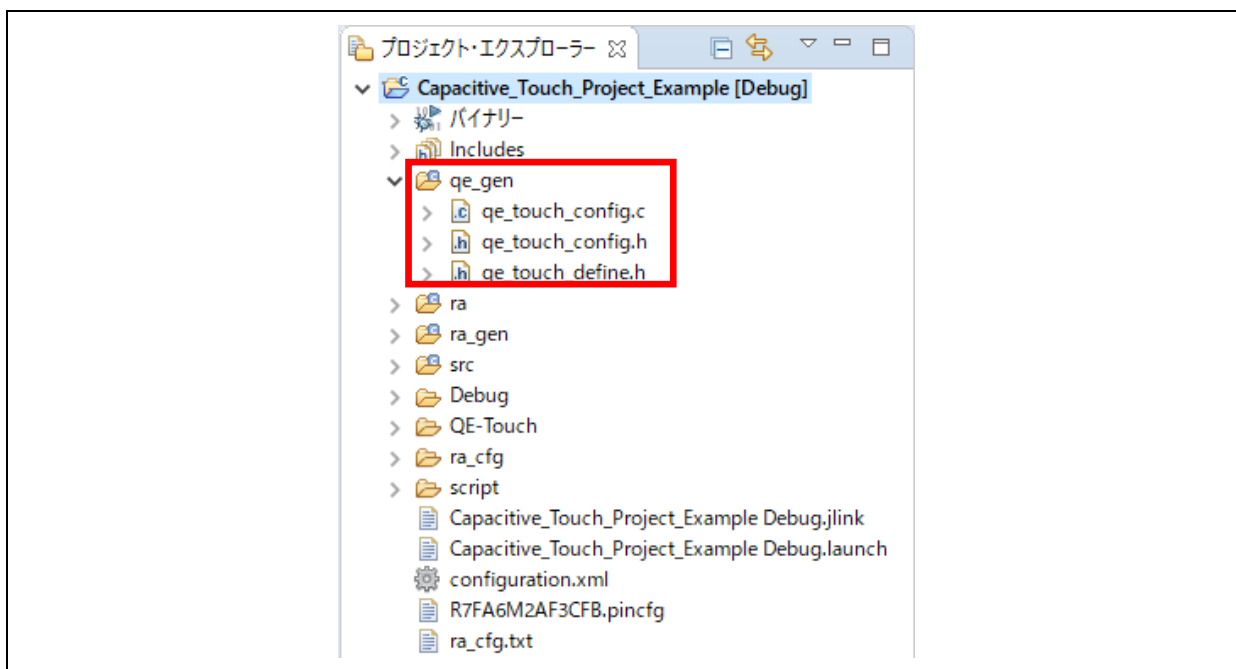 プロジェクト・エクスプローラー
Capacitive_Touch_Project_Example [Debug]
バイナリー
Includes
qe_gen
qe_touch_config.c
qe_touch_config.h
qe_touch_define.h
ra
ra_gen
src
Debug
QE-Touch
ra_cfg
script
Capacitive_Touch_Project_Example Debug.jlink
Capacitive_Touch_Project_Example Debug.launch
configuration.xml
R7FA6M2AF3CFB.pincfg
ra_cfg.txt